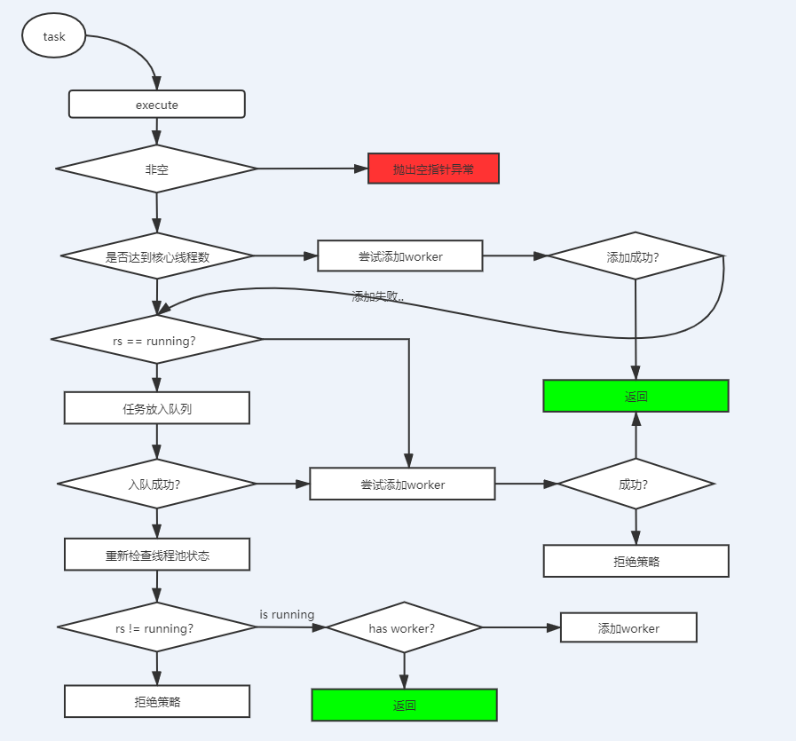 task
execute
非空
抛出空指针异常
是否达到核心线程数
尝试添加worker
添加成功?
添加失败..
rs == running?
任务放入队列
返回
入队成功?
尝试添加worker
成功?
重新检查线程池状态
拒绝策略
is running
rs != running?
has worker?
添加worker
拒绝策略
返回